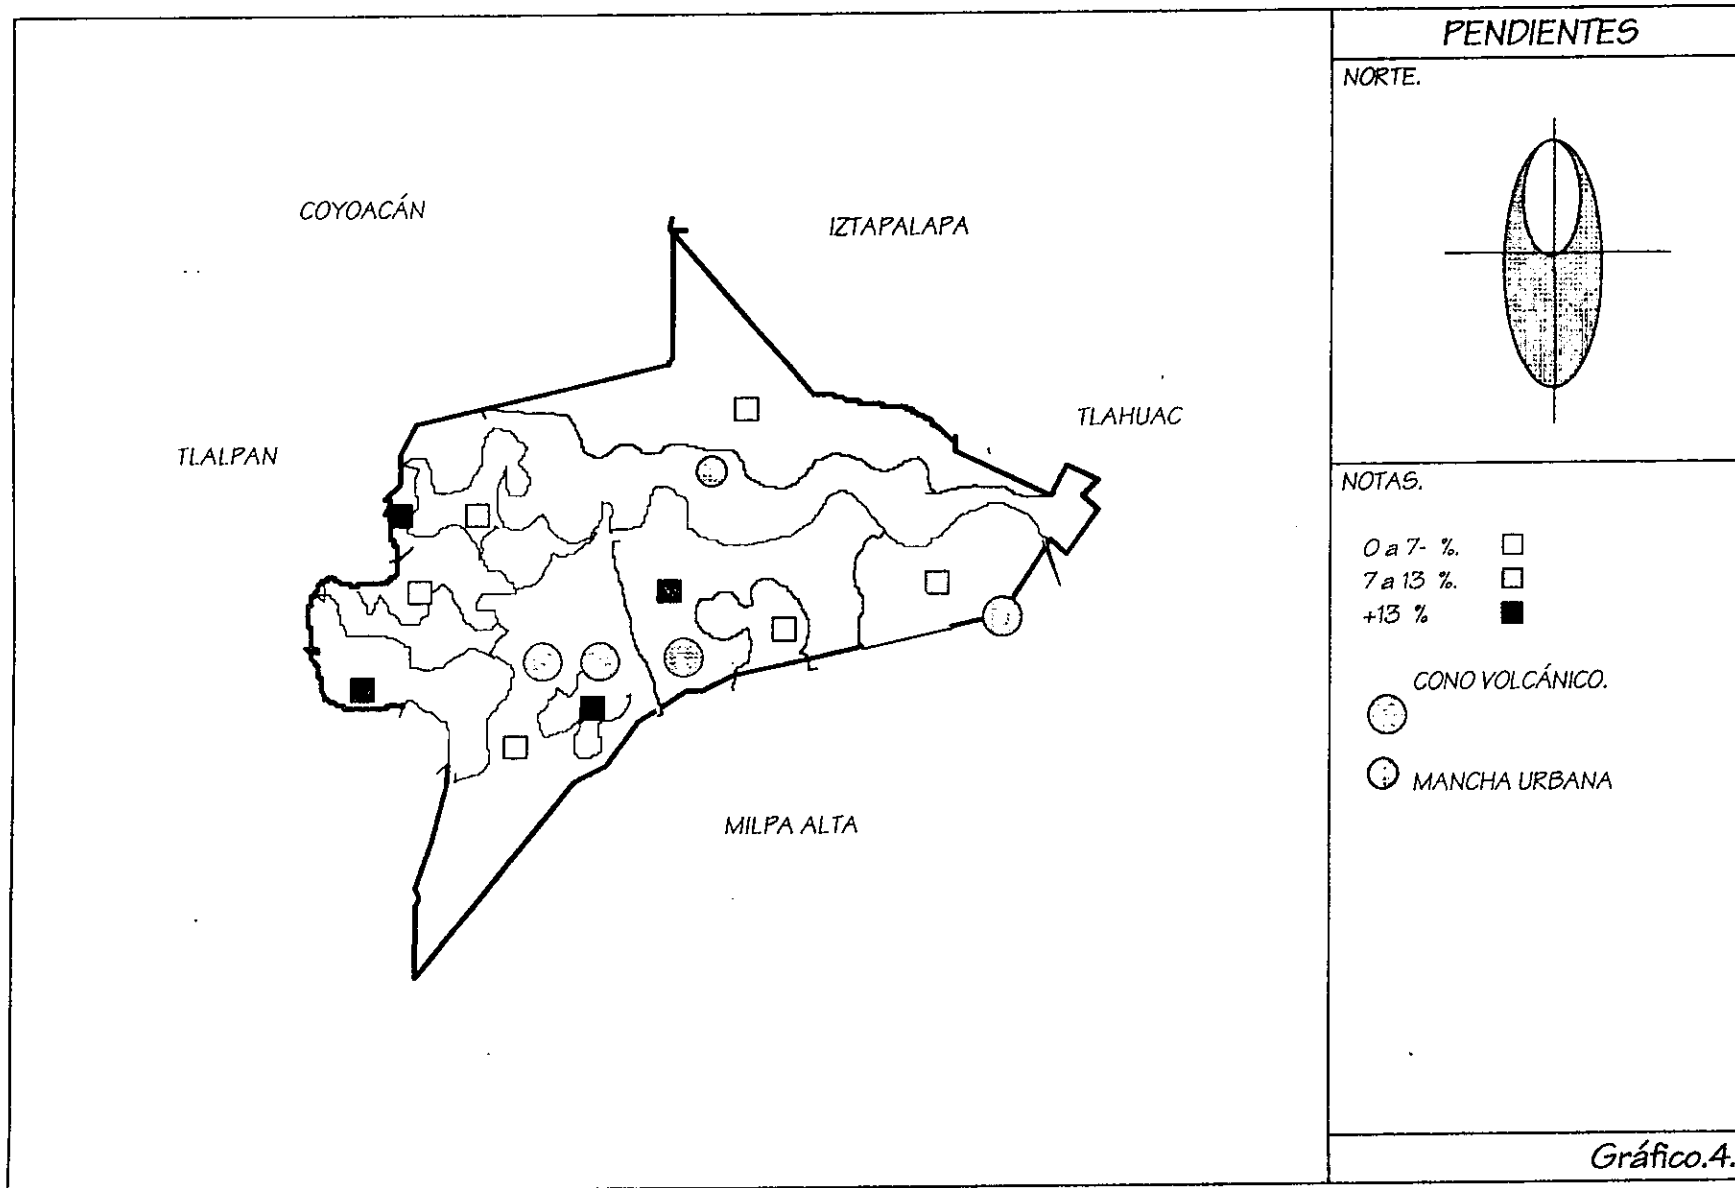 PENDIENTES
NORTE.
COYOACÁN
IZTAPALAPA
TLAHUAC
TLALPAN
MILPA ALTA
NOTAS.
0 a 7- %.
7 a 13 %.
+13 %
CONO VOLCÁNICO.
MANCHA URBANA
Gráfico.4.